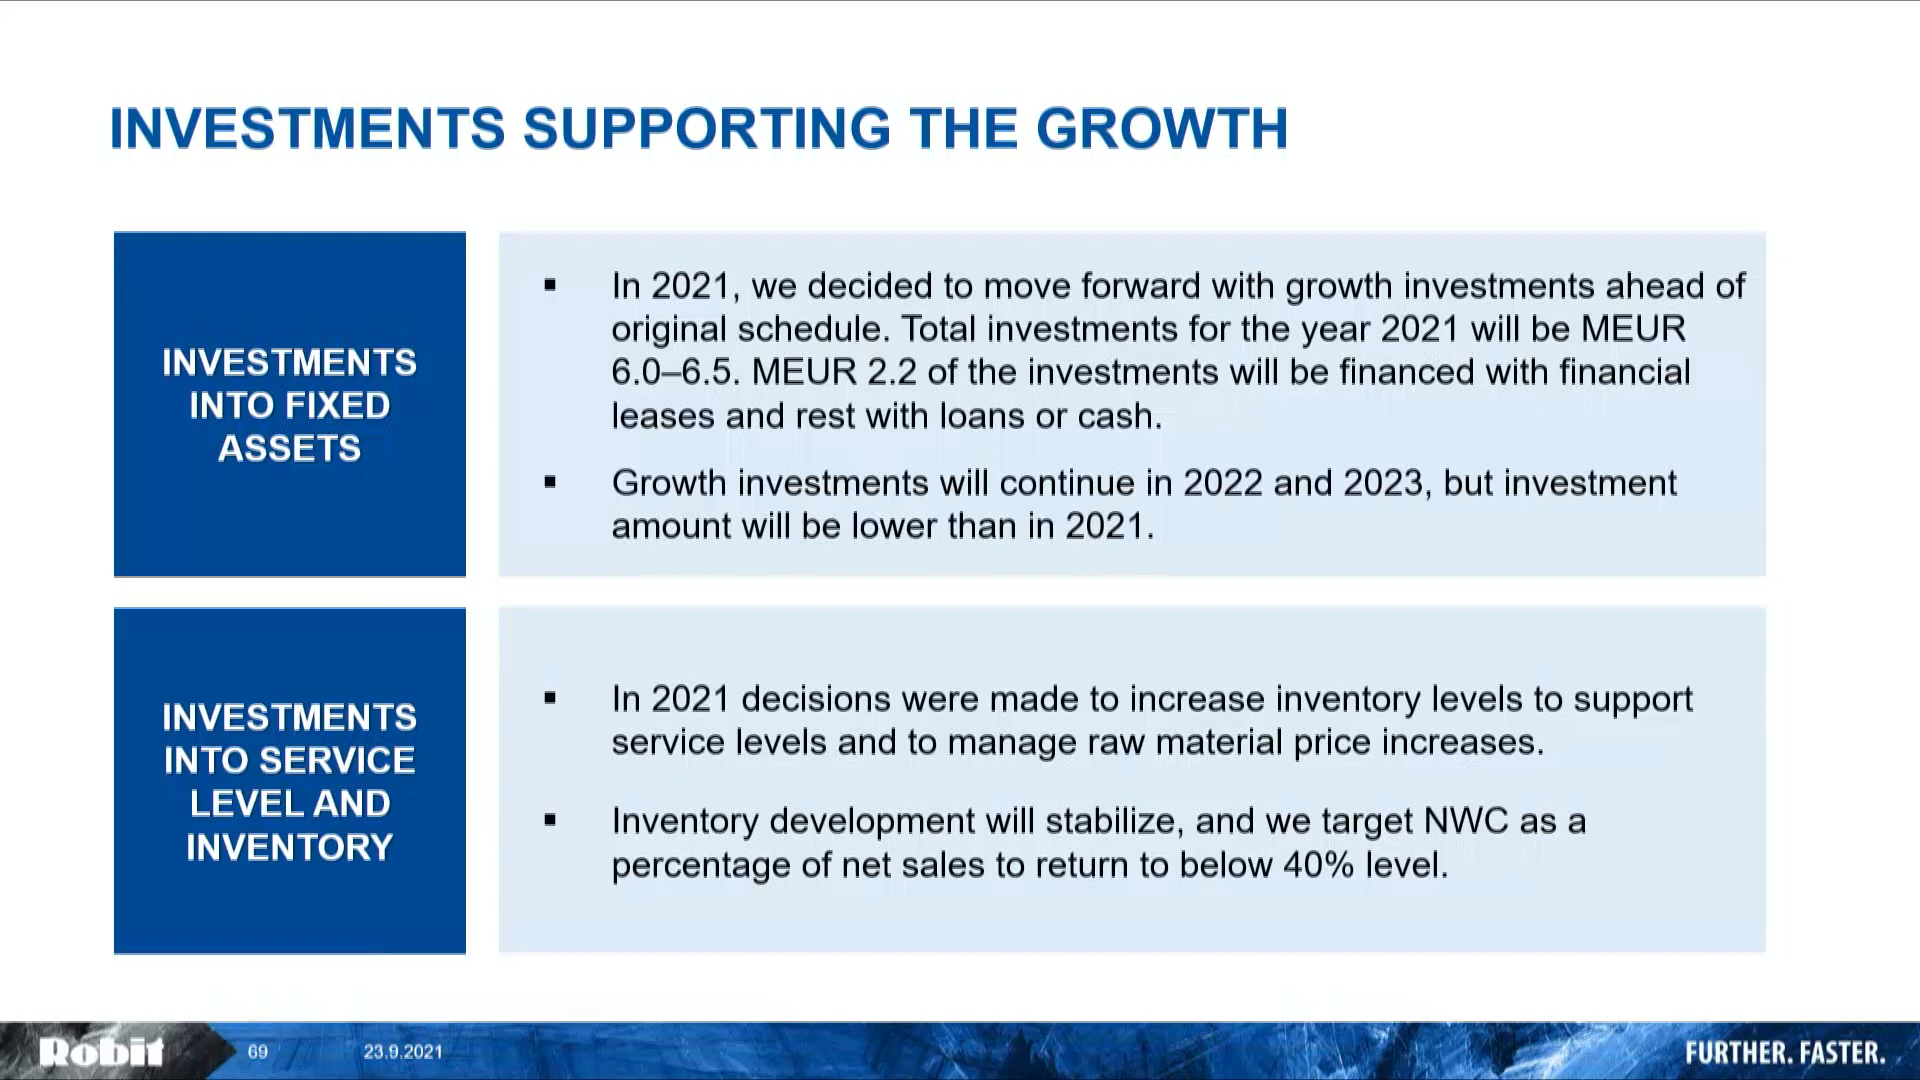 INVESTMENTS SUPPORTING THE GROWTH
INVESTMENTS
INTO FIXED
ASSETS
▪ In 2021, we decided to move forward with growth investments ahead of
original schedule. Total investments for the year 2021 will be MEUR
6.0–6.5. MEUR 2.2 of the investments will be financed with financial
leases and rest with loans or cash.
▪ Growth investments will continue in 2022 and 2023, but investment
amount will be lower than in 2021.
INVESTMENTS
INTO SERVICE
LEVEL AND
INVENTORY
▪ In 2021 decisions were made to increase inventory levels to support
service levels and to manage raw material price increases.
▪ Inventory development will stabilize, and we target NWC as a
percentage of net sales to return to below 40% level.
Robit
69
23.9.2021
FURTHER. FASTER.